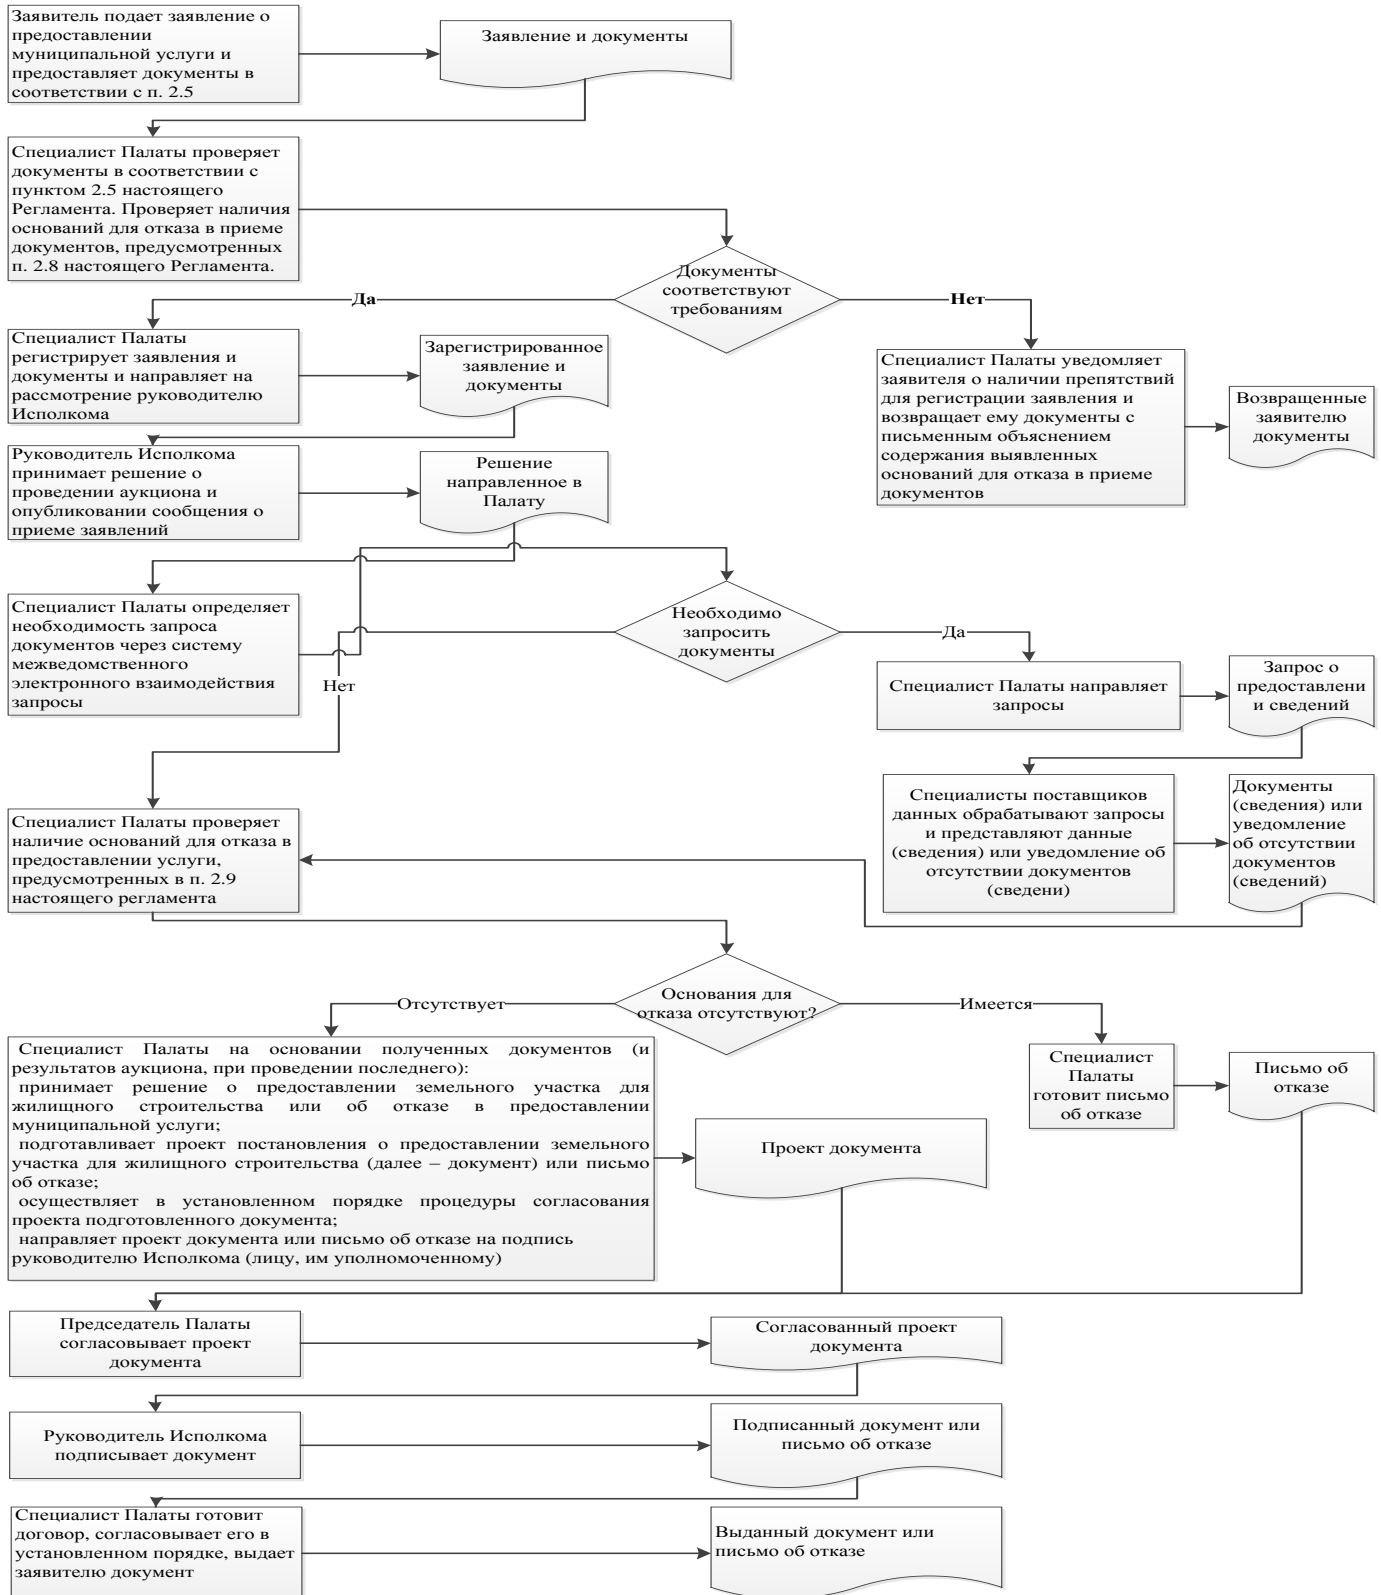 Заявитель подает заявление о
предоставлении
муниципальной услуги и
предоставляет документы в
соответствии с п. 2.5
Заявление и документы
Специалист Палаты проверяет
документы в соответствии с
пунктом 2.5 настоящего
Регламента. Проверяет наличия
оснований для отказа в приеме
документов, предусмотренных
п. 2.8 настоящего Регламента.
Документы
соответствуют
требованиям
Да
Нет
Специалист Палаты
регистрирует заявления и
документы и направляет на
рассмотрение руководителю
Исполкома
Зарегистрированное
заявление и
документы
Специалист Палаты уведомляет
заявителя о наличии препятствий
для регистрации заявления и
возвращает ему документы с
письменным объяснением
содержания выявленных
оснований для отказа в приеме
документов
Возвращенные
заявителю
документы
Руководитель Исполкома
принимает решение о
проведении аукциона и
опубликовании сообщения о
приеме заявлений
Решение
направленное в
Палату
Специалист Палаты определяет
необходимость запроса
документов через систему
межведомственного
электронного взаимодействия
запросы
Необходимо
запросить
документы
Да
Нет
Специалист Палаты направляет
запросы
Запрос о
предоставлени
и сведений
Специалисты поставщиков
данных обрабатывают запросы
и представляют данные
(сведения) или уведомление об
отсутствии документов
(сведени)
Документы
(сведения) или
уведомление
об отсутствии
документов
(сведений)
Специалист Палаты проверяет
наличие оснований для отказа в
предоставлении услуги,
предусмотренных в п. 2.9
настоящего регламента
Основания для
отказа отсутствуют?
Отсутствует
Имеется
Специалист Палаты на основании полученных документов (и
результатов аукциона, при проведении последнего):
принимает решение о предоставлении земельного участка для
жилищного строительства или об отказе в предоставлении
муниципальной услуги;
подготавливает проект постановления о предоставлении земельного
участка для жилищного строительства (далее – документ) или письмо
об отказе;
осуществляет в установленном порядке процедуры согласования
проекта подготовленного документа;
направляет проект документа или письмо об отказе на подпись
руководителю Исполкома (лицу, им уполномоченному)
Проект документа
Специалист
Палаты
готовит письмо
об отказе
Письмо об
отказе
Председатель Палаты
согласовывает проект
документа
Согласованный проект
документа
Руководитель Исполкома
подписывает документ
Подписанный документ или
письмо об отказе
Специалист Палаты готовит
договор, согласовывает его в
установленном порядке, выдает
заявителю документ
Выданный документ или
письмо об отказе